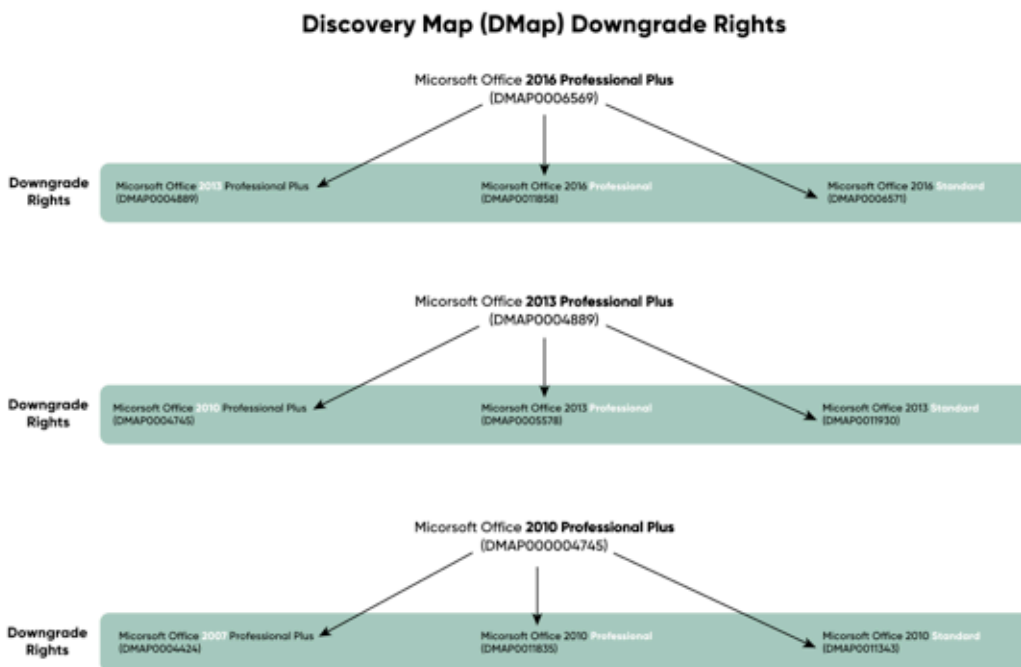 Discovery Map (DMap) Downgrade Rights
Micorsoft Office 2016 Professional Plus
(DMAP0006569)
Downgrade
Rights
Micorsoft Office 2013 Professional Plus
(DMAP0004889)
Micorsoft Office 2016 Professional
(DMAP0011858)
Micorsoft Office 2016 Standard
(DMAP0006571)
Micorsoft Office 2013 Professional Plus
(DMAP0004889)
Downgrade
Rights
Micorsoft Office 2010 Professional Plus
(DMAP0004745)
Micorsoft Office 2013 Professional
(DMAP0005578)
Micorsoft Office 2013 Standard
(DMAP0011930)
Micorsoft Office 2010 Professional Plus
(DMAP000004745)
Downgrade
Rights
Micorsoft Office 2007 Professional Plus
(DMAP0004424)
Micorsoft Office 2010 Professional
(DMAP0011835)
Micorsoft Office 2010 Standard
(DMAP0011343)